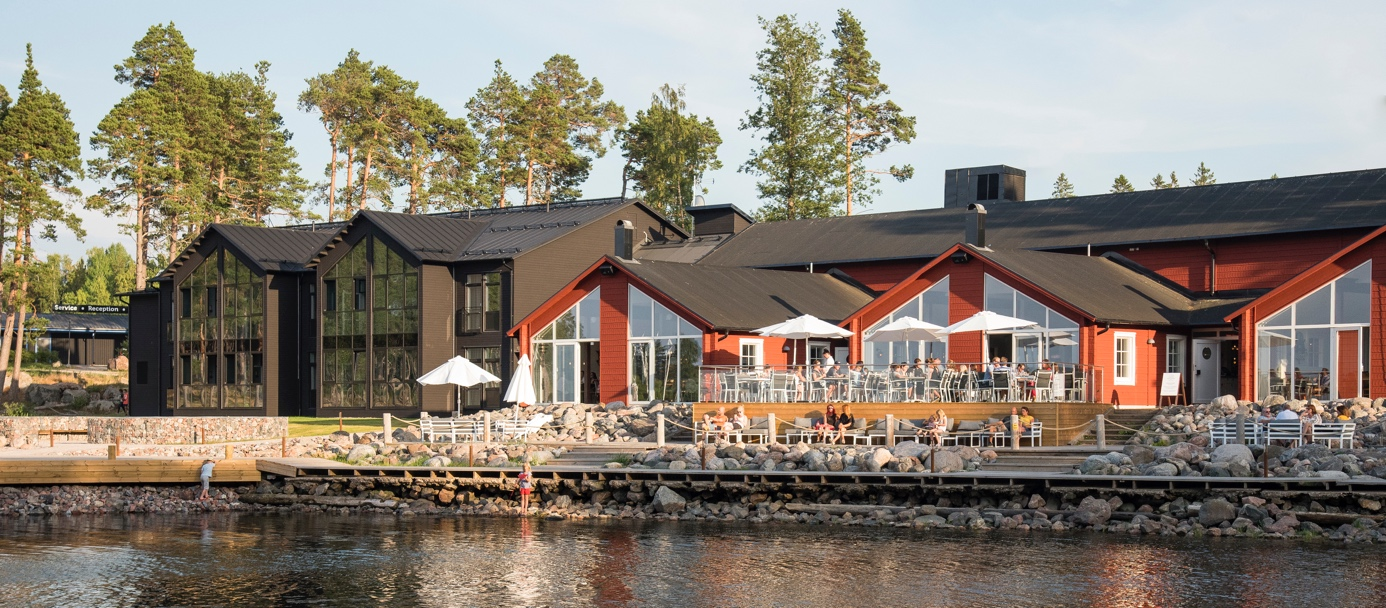 Service • Reception •